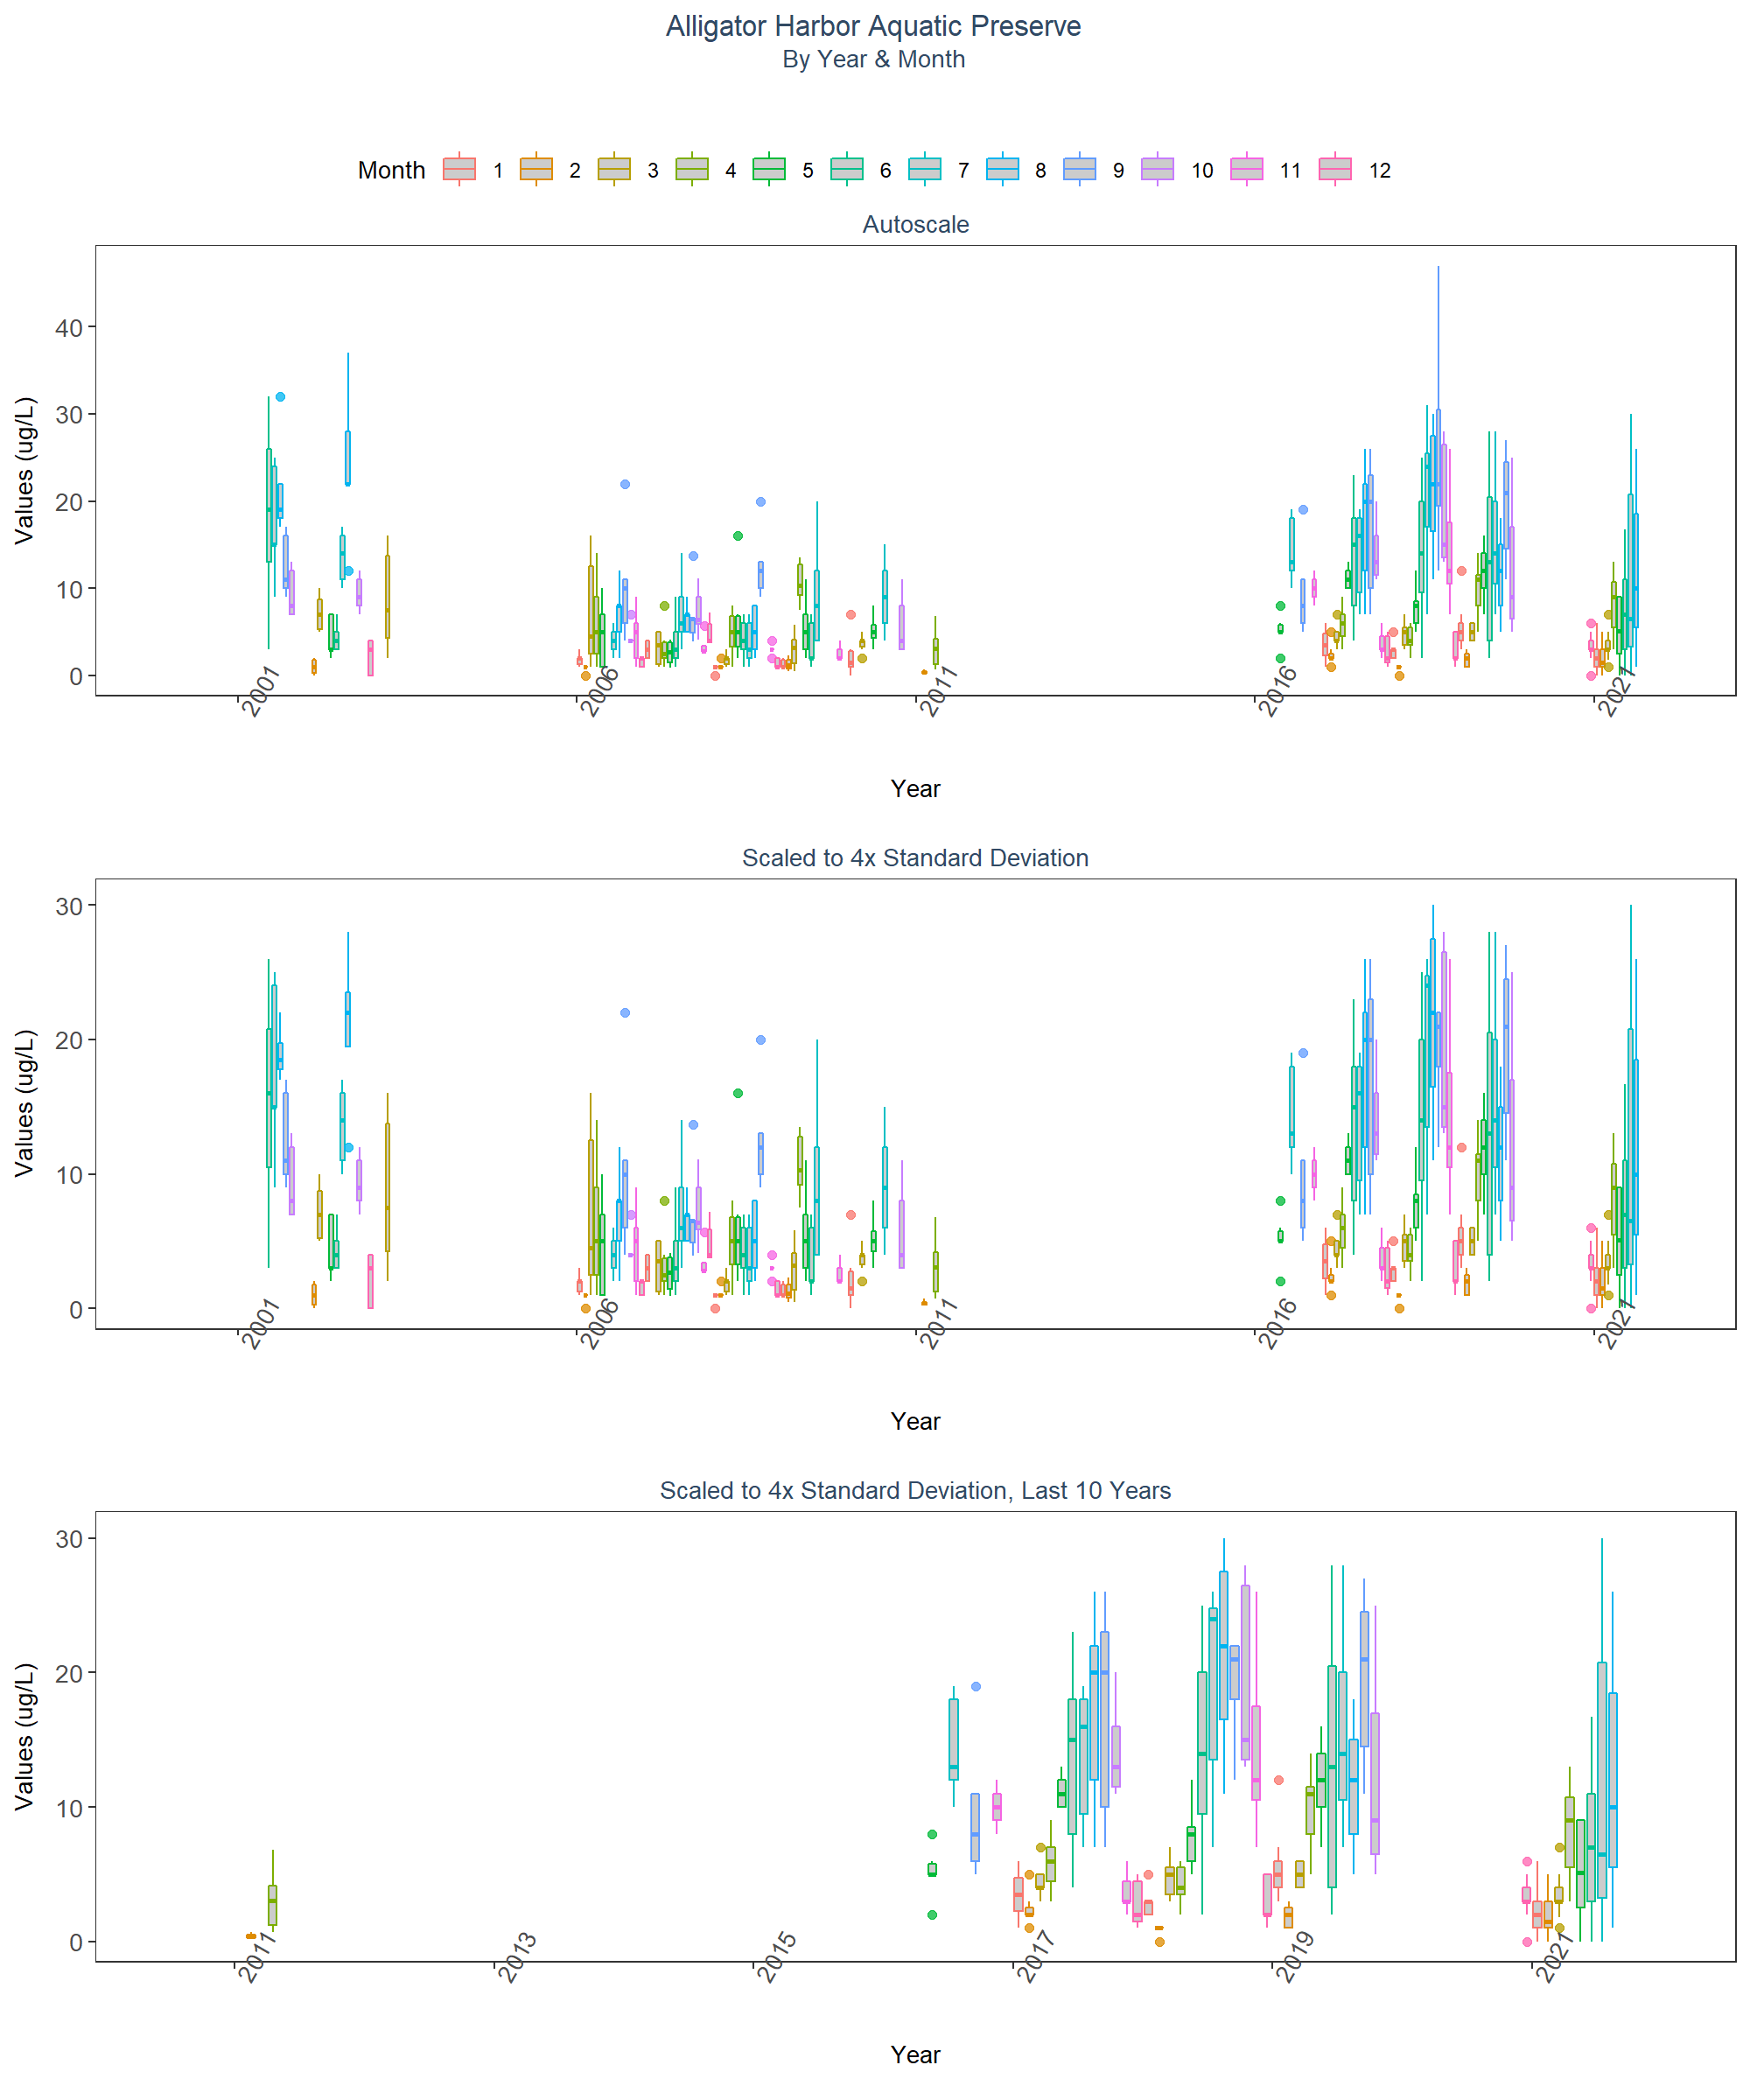 Alligator Harbor Aquatic Preserve
By Year & Month
Month 1 2 3 4 5 6 7 8 9 10 11 12
Autoscale
Values (ug/L)
40
30
20
10
0
2001 2006 2011 2016 2021
Year
Scaled to 4x Standard Deviation
Values (ug/L)
30
20
10
0
2001 2006 2011 2016 2021
Year
Scaled to 4x Standard Deviation, Last 10 Years
Values (ug/L)
30
20
10
0
2011 2013 2015 2017 2019 2021
Year